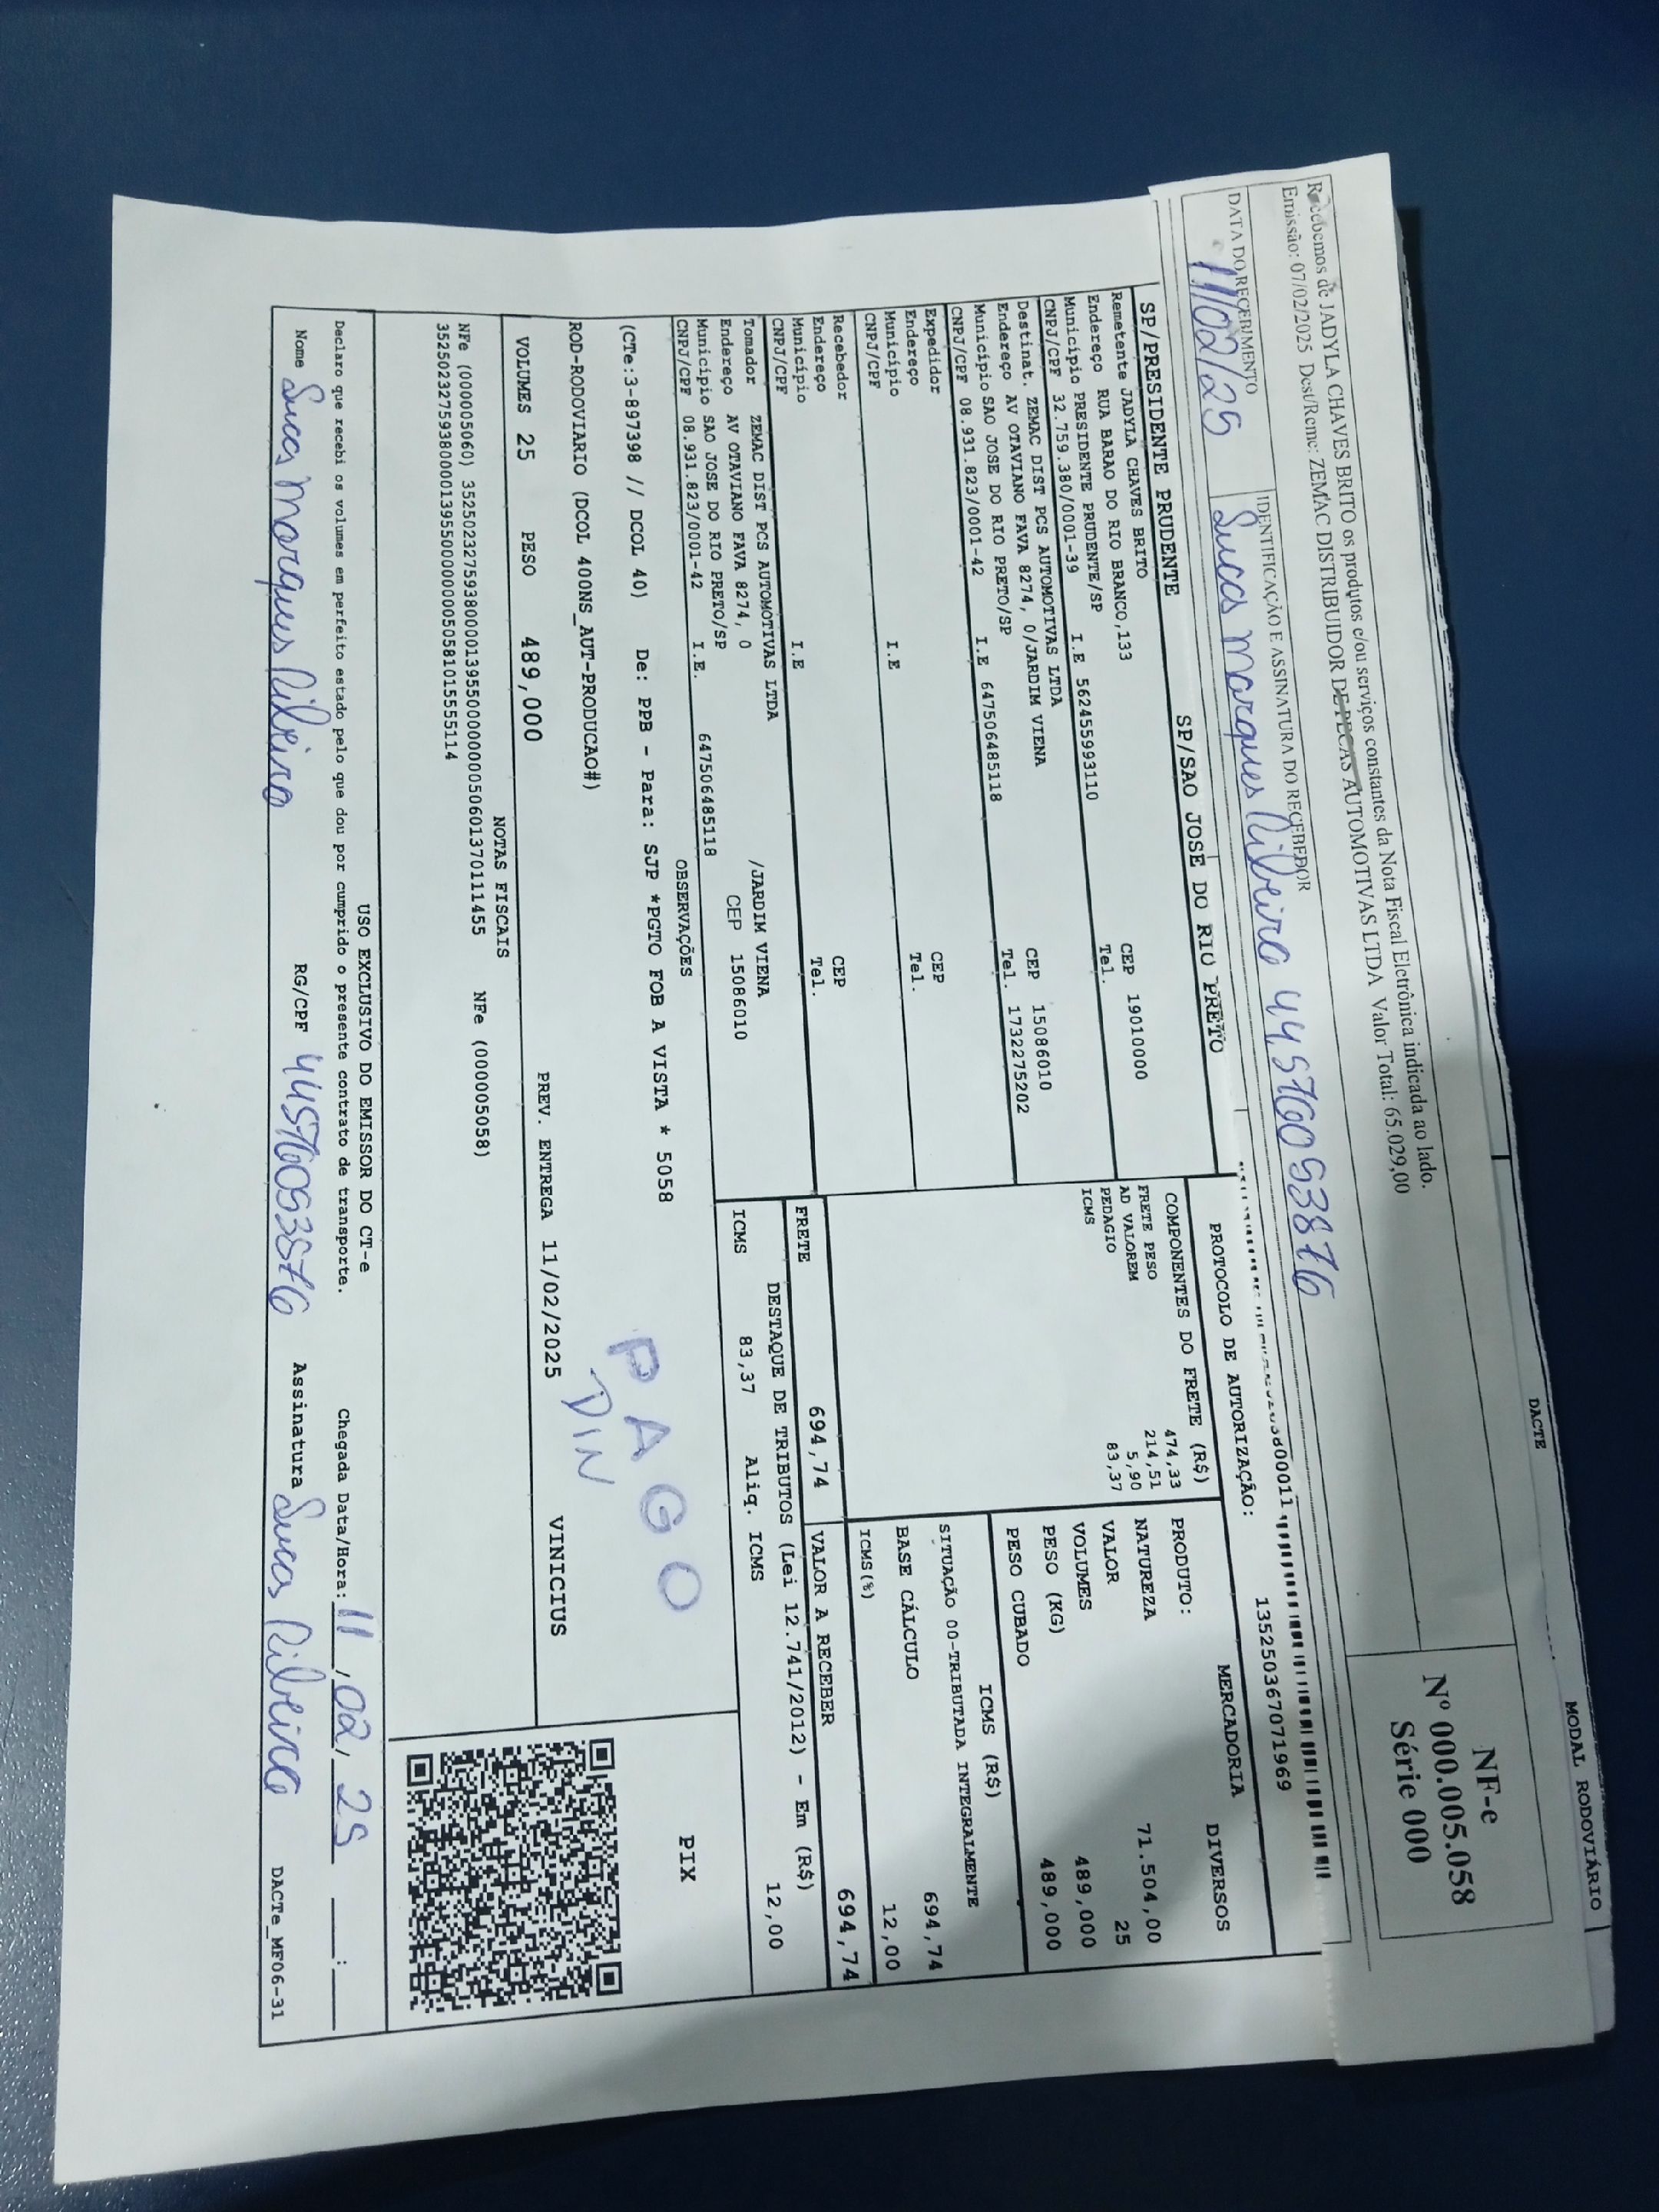 DACTE
MODAL RODOVIÁRIO
Recebemos de JADYLA CHAVES BRITO os produtos e/ou serviços constantes da Nota Fiscal Eletrônica indicada ao lado.
Emissão: 07/02/2025 Dest/Reme: ZEMAC DISTRIBUIDOR DE PECAS AUTOMOTIVAS LTDA Valor Total: 65.029,00
NF-e
Nº 000.005.058
Série 000
DATA DO RECEBIMENTO
IDENTIFICAÇÃO E ASSINATURA DO RECEBEDOR
11/02/25
Lucas Marques Ribeiro 44576093876
PROTOCOLO DE AUTORIZAÇÃO:
135250367071969
SP/PRESIDENTE PRUDENTE
SP/SAO JOSE DO RIO PRETO
Remetente JADYLA CHAVES BRITO
Endereço RUA BARAO DO RIO BRANCO,133
CEP 19010000
Município PRESIDENTE PRUDENTE/SP
Tel.
CNPJ/CPF 32.759.380/0001-39
I.E 562455993110
Destinat. ZEMAC DIST PCS AUTOMOTIVAS LTDA
Endereço AV OTAVIANO FAVA 8274, 0/JARDIM VIENA
CEP 15086010
Município SAO JOSE DO RIO PRETO/SP
Tel. 1732275202
CNPJ/CPF 08.931.823/0001-42
I.E 647506485118
Expedidor
Endereço
CEP
Município
Tel.
CNPJ/CPF
I.E
Recebedor
Endereço
CEP
Município
Tel.
CNPJ/CPF
I.E
Tomador ZEMAC DIST PCS AUTOMOTIVAS LTDA
Endereço AV OTAVIANO FAVA 8274, 0
/JARDIM VIENA
Município SAO JOSE DO RIO PRETO/SP
CEP 15086010
CNPJ/CPF 08.931.823/0001-42
I.E. 647506485118
COMPONENTES DO FRETE (R$)
FRETE PESO 474,33
AD VALOREM 214,51
PEDAGIO 5,90
ICMS 83,37
MERCADORIA
PRODUTO: DIVERSOS
NATUREZA
VALOR 71.504,00
VOLUMES 25
PESO (KG) 489,000
PESO CUBADO 489,000
ICMS (R$)
SITUAÇÃO 00-TRIBUTADA INTEGRALMENTE
BASE CÁLCULO 694,74
ICMS(%) 12,00
FRETE 694,74
VALOR A RECEBER 694,74
DESTAQUE DE TRIBUTOS (Lei 12.741/2012) - Em (R$)
ICMS 83,37
Aliq. ICMS 12,00
OBSERVAÇÕES
(CTe:3-897398 // DCOL 40) De: PPB - Para: SJP *PGTO FOB A VISTA * 5058
ROD-RODOVIARIO (DCOL 400NS_AUT-PRODUCAO#)
PAGO
DIN
PIX
VOLUMES 25
PESO 489,000
PREV. ENTREGA 11/02/2025
VINICIUS
NOTAS FISCAIS
NFe (000005060) 35250232759380000139550000000050601370111455 NFe (000005058)
35250232759380000139550000000050581015555114
USO EXCLUSIVO DO EMISSOR DO CT-e
Declaro que recebi os volumes em perfeito estado pelo que dou por cumprido o presente contrato de transporte.
Chegada Data/Hora: 11/02/25 __:__
Nome Lucas Marques Ribeiro
RG/CPF 44576093876
Assinatura Lucas Ribeiro
DACTe_MF06-31